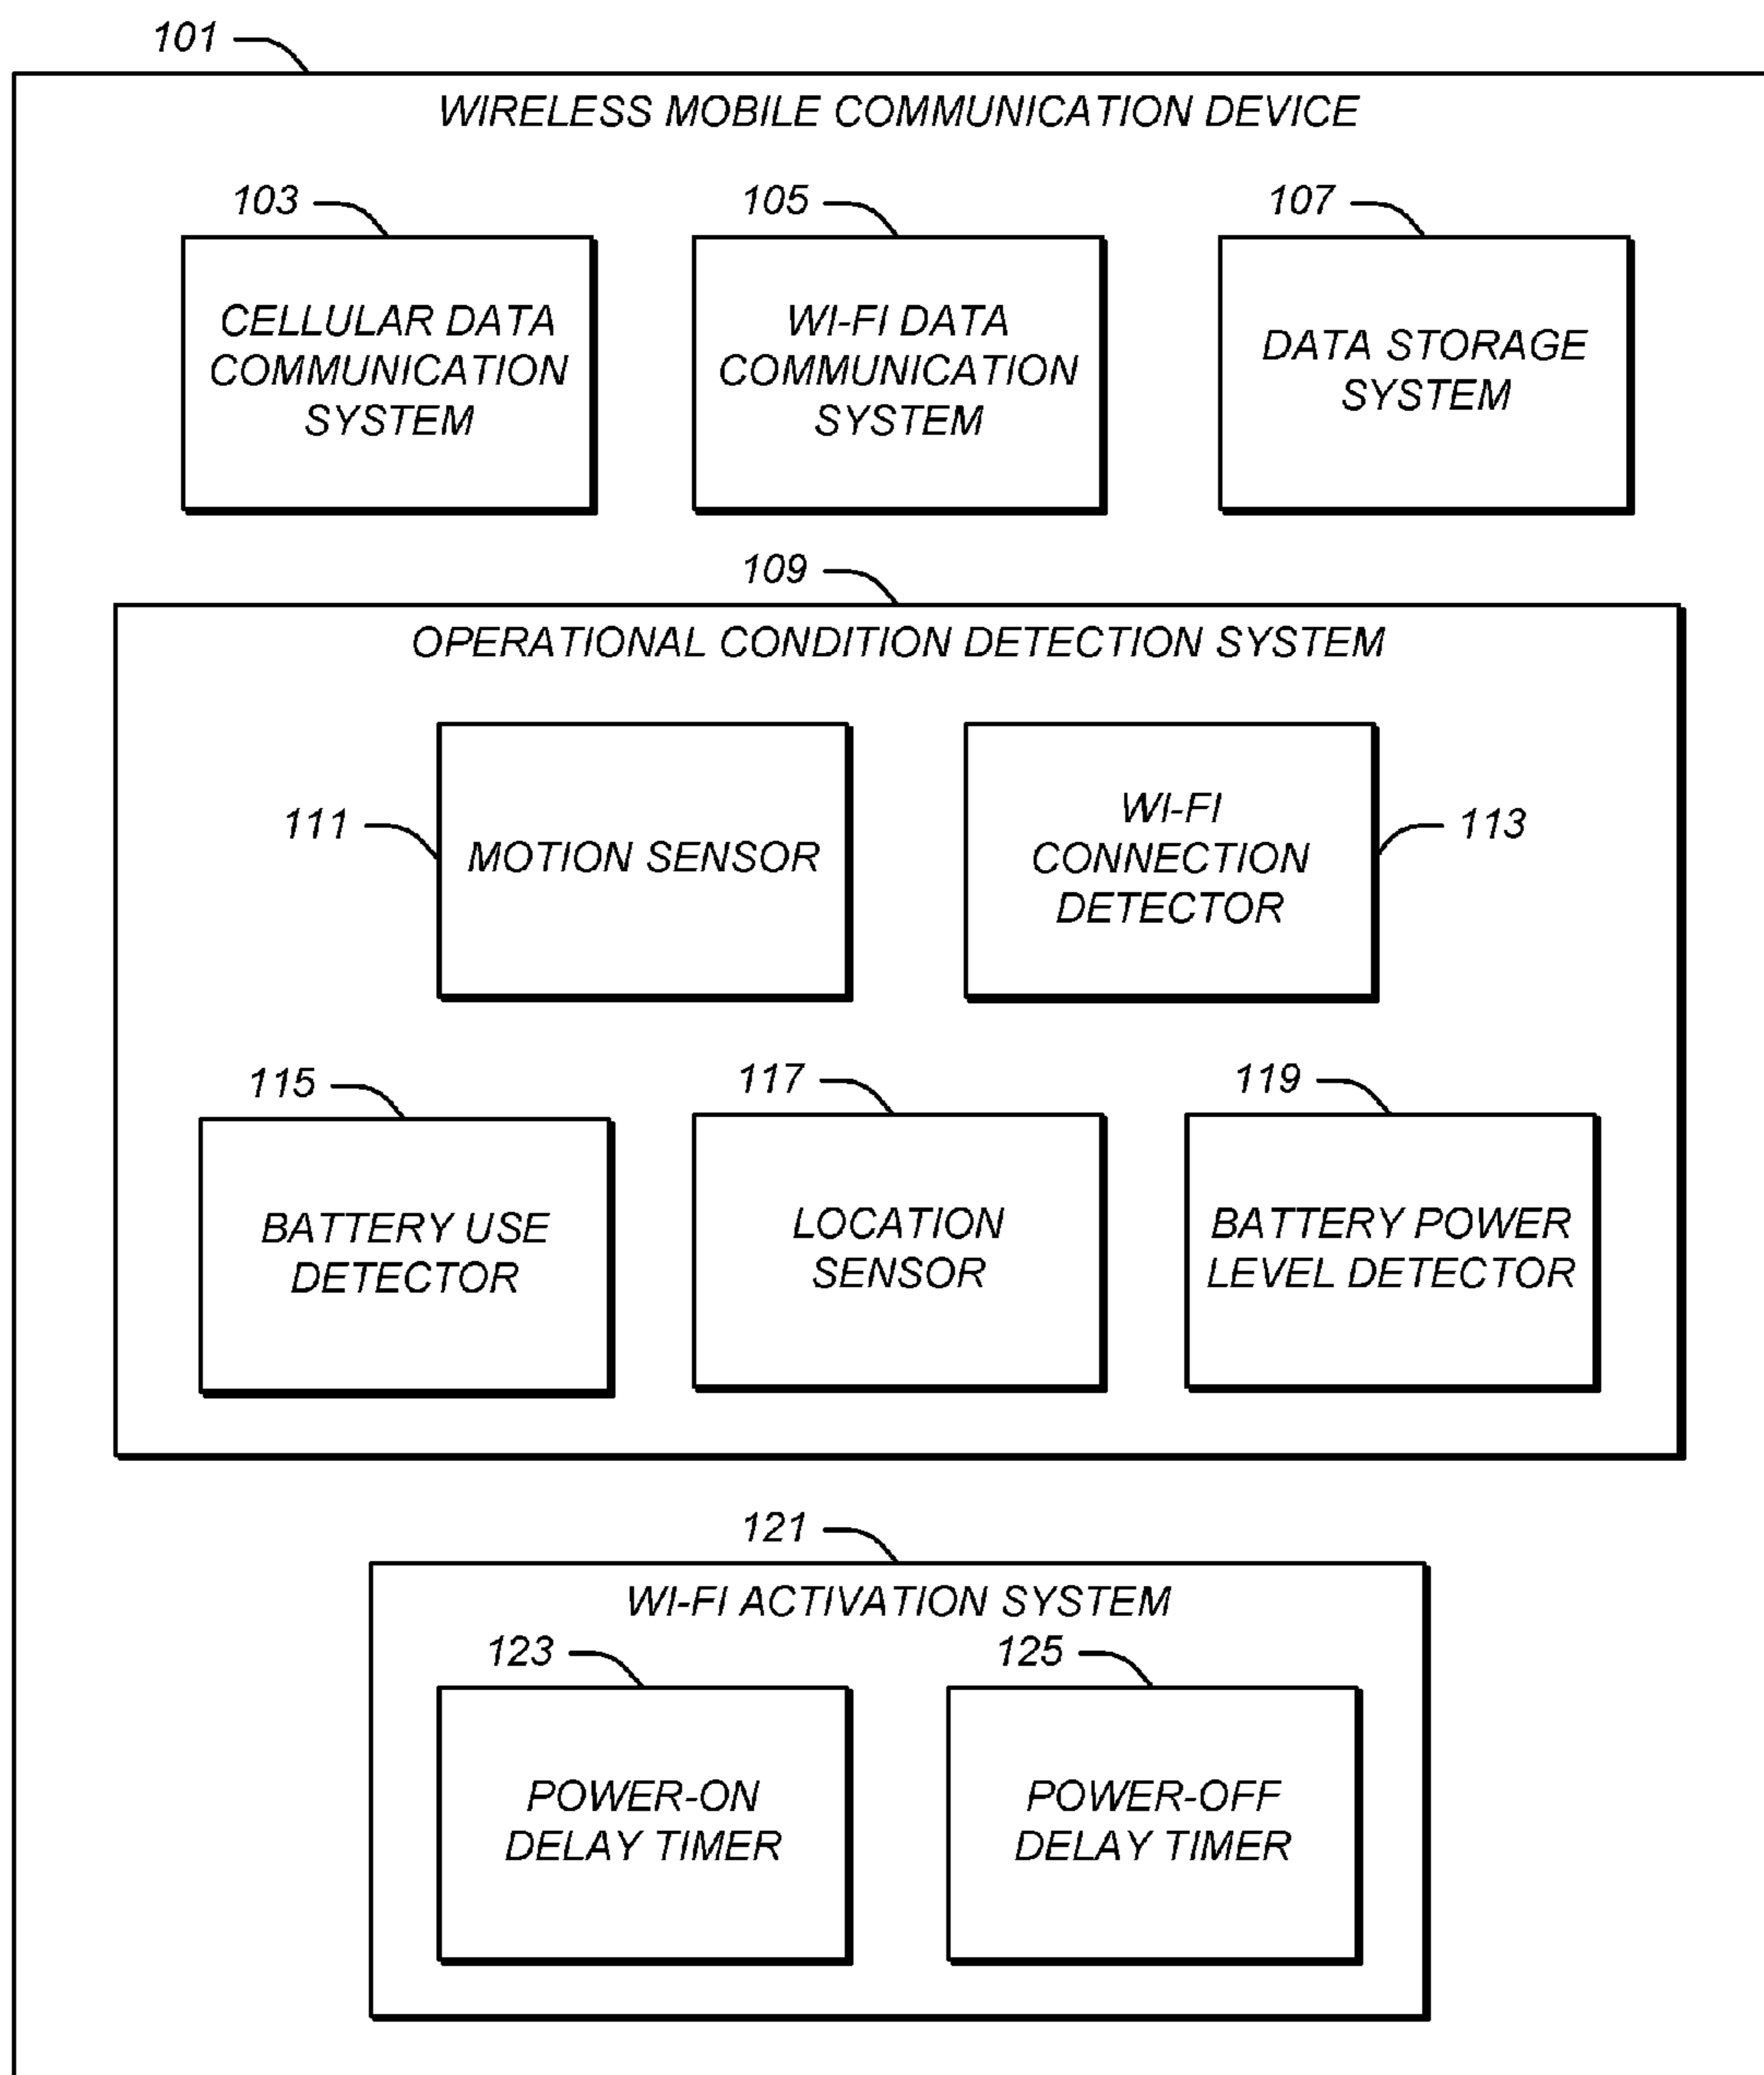 101
WIRELESS MOBILE COMMUNICATION DEVICE
103
105
107
CELLULAR DATA
COMMUNICATION
SYSTEM
WI-FI DATA
COMMUNICATION
SYSTEM
DATA STORAGE
SYSTEM
109
OPERATIONAL CONDITION DETECTION SYSTEM
111
MOTION SENSOR
WI-FI
CONNECTION
DETECTOR
113
115
117
119
BATTERY USE
DETECTOR
LOCATION
SENSOR
BATTERY POWER
LEVEL DETECTOR
121
WI-FI ACTIVATION SYSTEM
123
125
POWER-ON
DELAY TIMER
POWER-OFF
DELAY TIMER